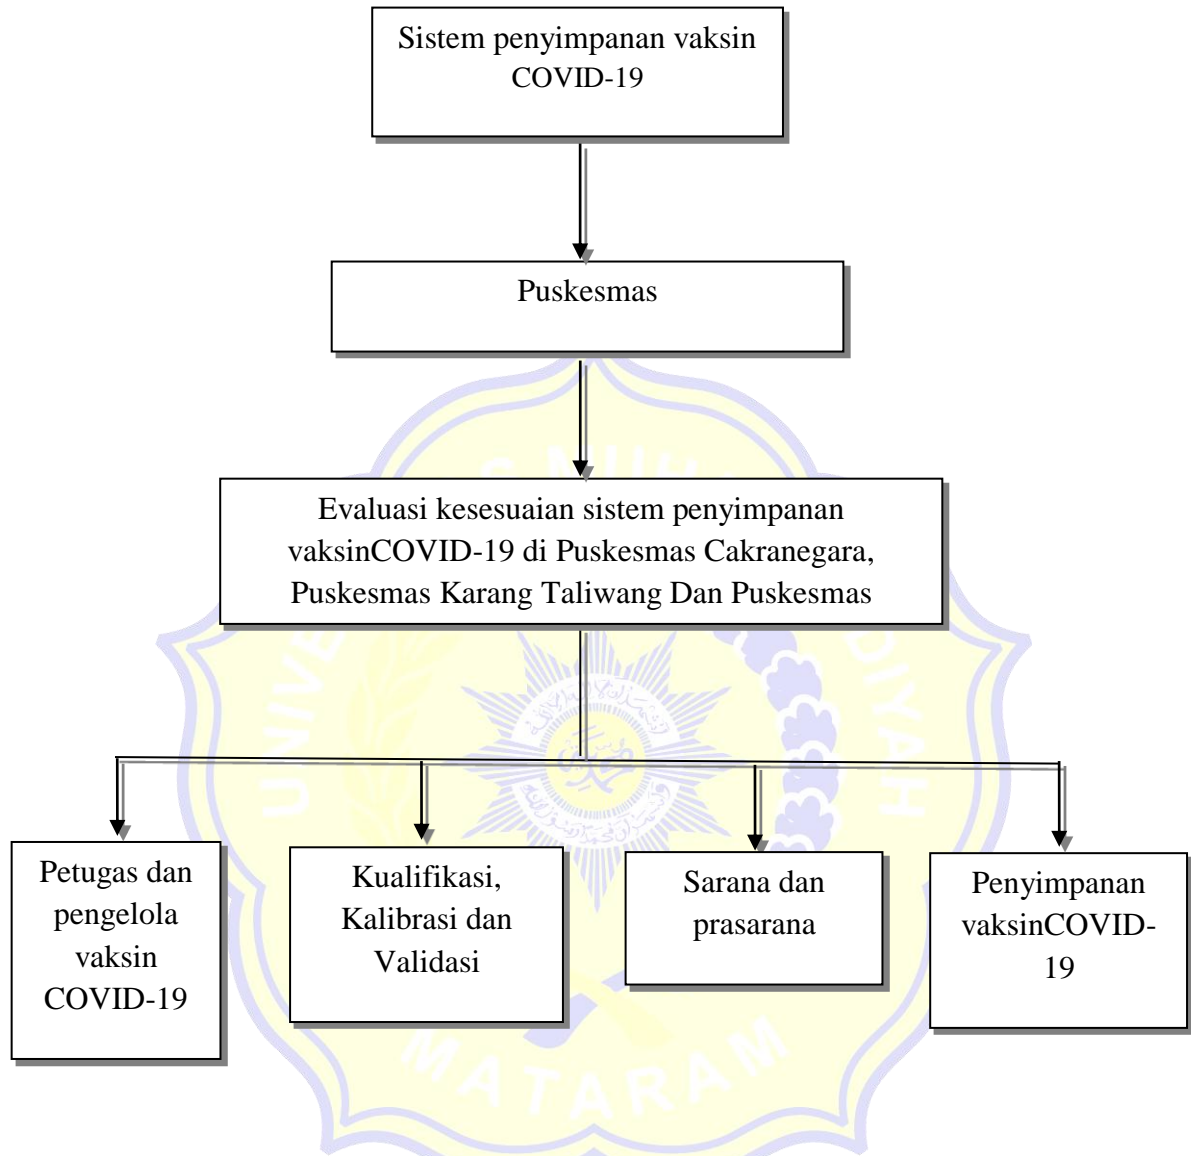 Sistem penyimpanan vaksin
COVID-19
Puskesmas
Evaluasi kesesuaian sistem penyimpanan
vaksinCOVID-19 di Puskesmas Cakranegara,
Puskesmas Karang Taliwang Dan Puskesmas
Petugas dan
pengelola
vaksin
COVID-19
Kualifikasi,
Kalibrasi dan
Validasi
Sarana dan
prasarana
Penyimpanan
vaksinCOVID-
19
MATARAM